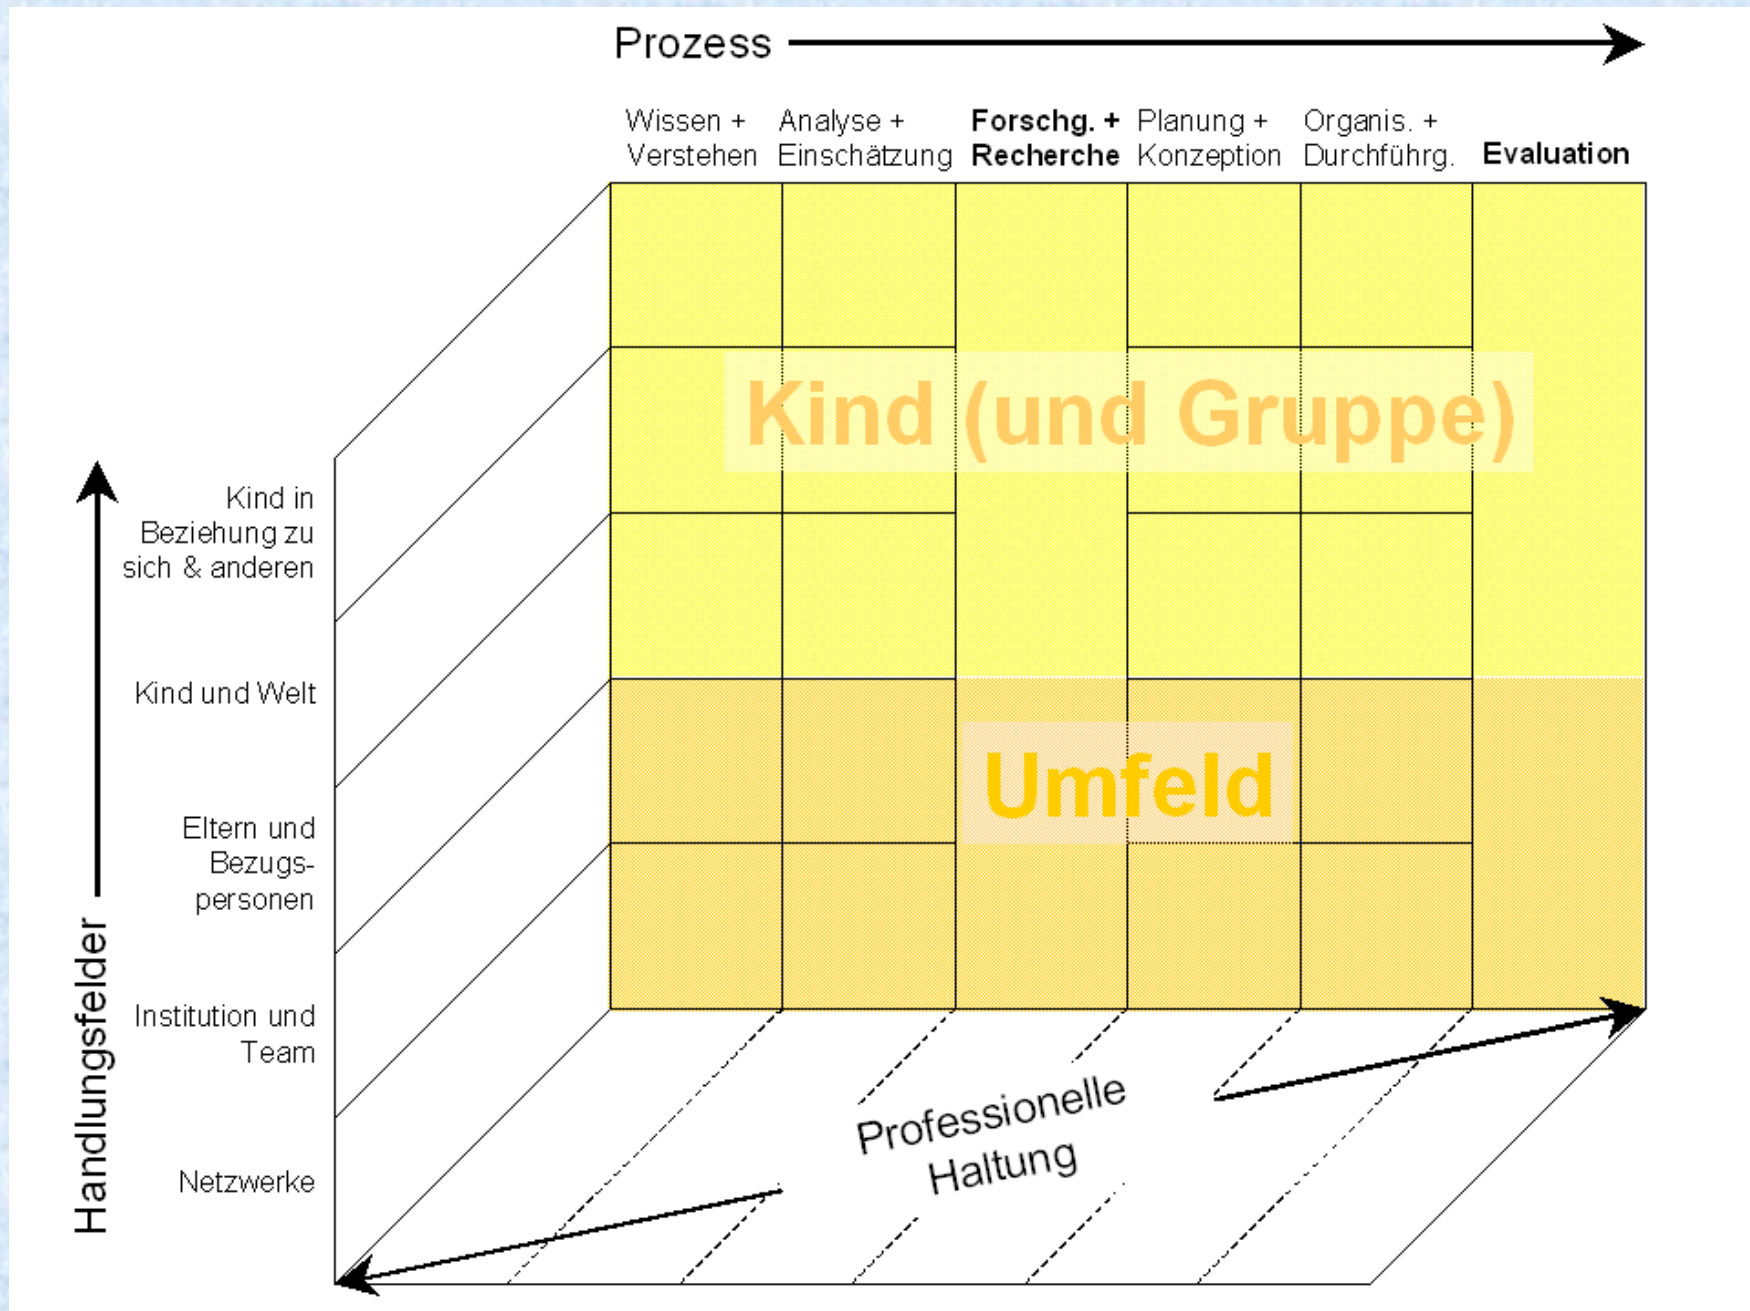 Prozess
Wissen +
Verstehen
Analyse +
Einschätzung
Forschg. +
Recherche
Planung +
Konzeption
Organis. +
Durchführg.
Evaluation
Kind (und Gruppe)
Umfeld
Handlungsfelder
Kind in
Beziehung zu
sich & anderen
Kind und Welt
Eltern und
Bezugs-
personen
Institution und
Team
Netzwerke
Professionelle
Haltung